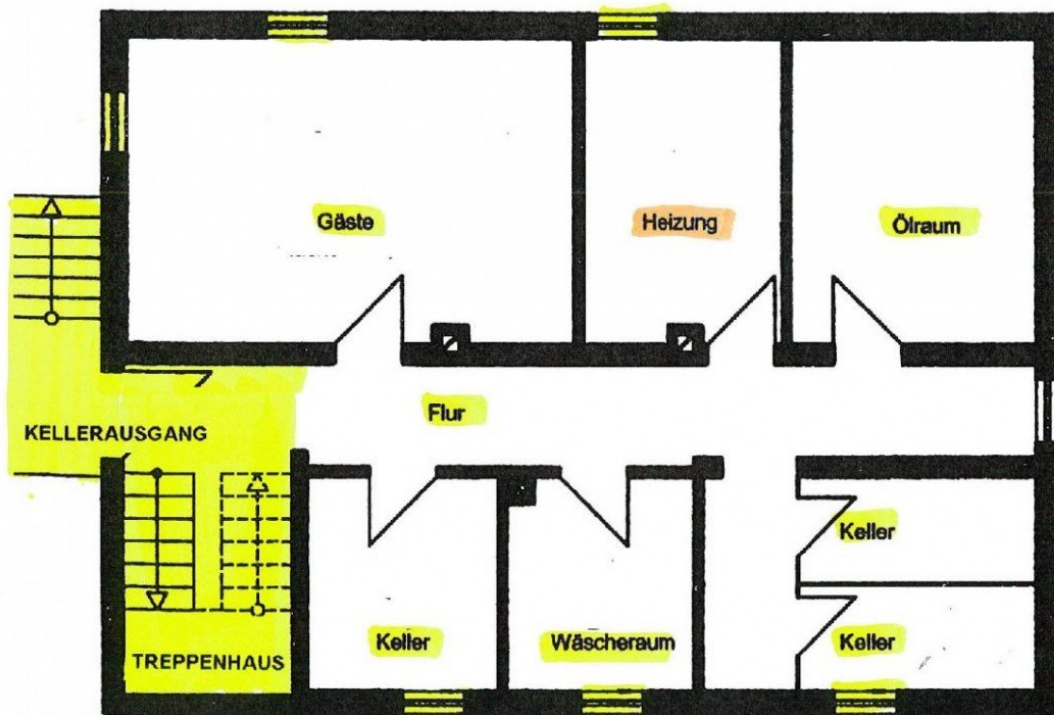 Gäste
Heizung
Ölraum
Flur
KELLERAUSGANG
Keller
TREPPENHAUS
Keller
Wäscheraum
Keller